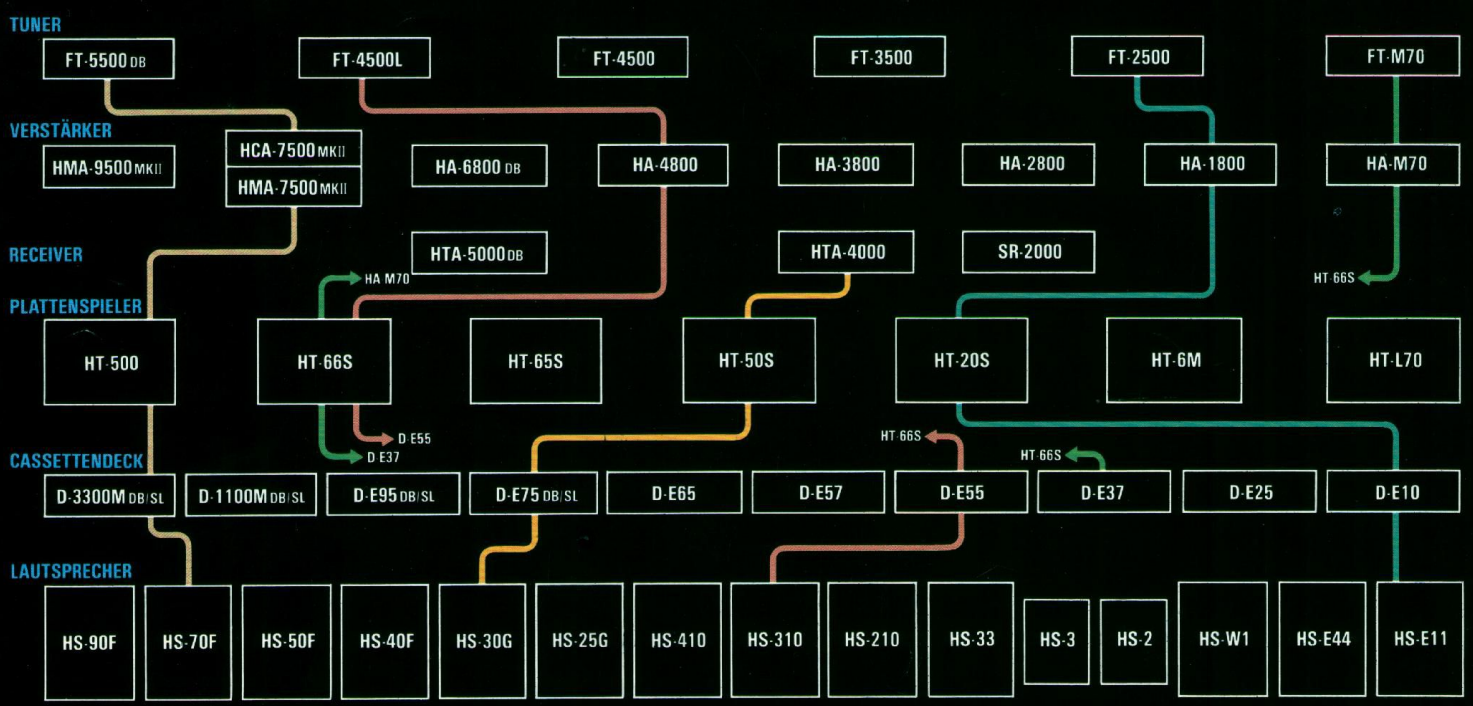 TUNER
FT-5500 DB
FT-4500L
FT-4500
FT-3500
FT-2500
FT-M70
VERSTÄRKER
HMA-9500 MKII
HCA-7500 MKII
HMA-7500 MKII
HA-6800 DB
HA-4800
HA-3800
HA-2800
HA-1800
HA-M70
RECEIVER
HTA-5000 DB
HTA-4000
SR-2000
HA M70
HT-66S
PLATTENSPIELER
HT-500
HT-66S
HT-65S
HT-50S
HT-20S
HT-6M
HT-L70
D-E55
D E37
HT-66S
HT-66S
CASSETTENDECK
D-3300M DB/SL
D-1100M DB/SL
D-E95 DB/SL
D-E75 DB/SL
D-E65
D-E57
D-E55
D-E37
D-E25
D-E10
LAUTSPRECHER
HS-90F
HS-70F
HS-50F
HS-40F
HS-30G
HS-25G
HS-410
HS-310
HS-210
HS-33
HS-3
HS-2
HS-W1
HS-E44
HS-E11